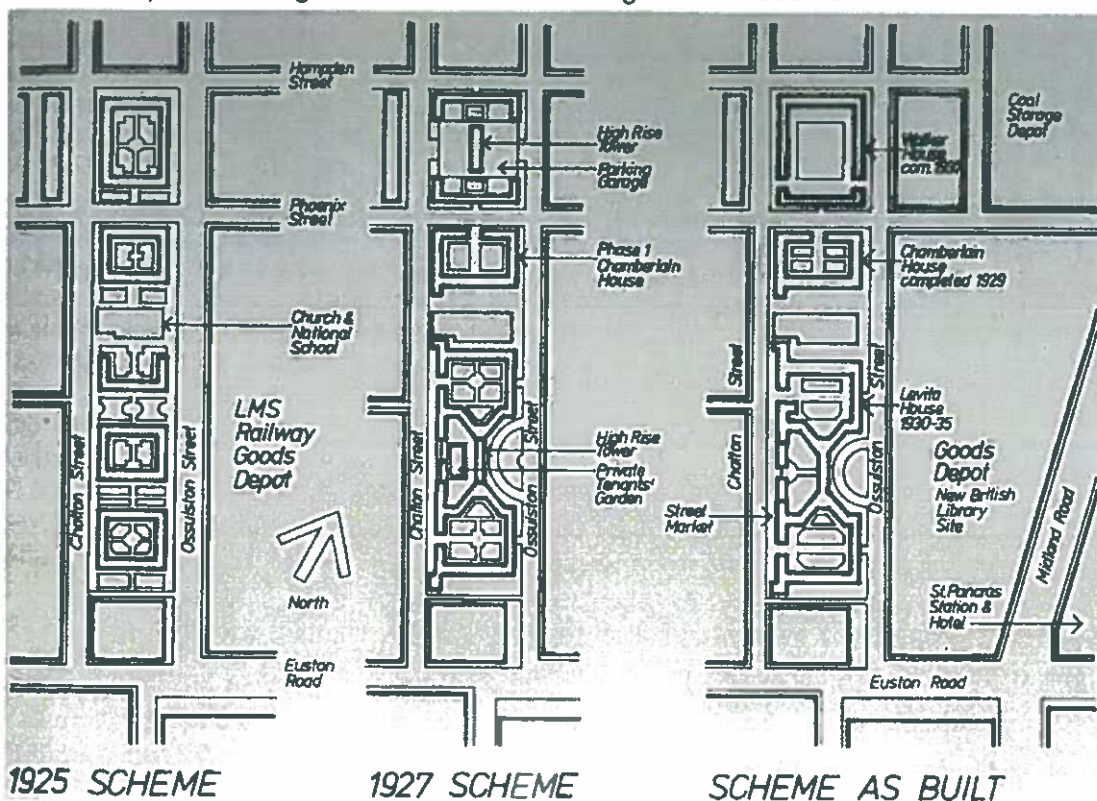 Hampden
Street
Phoenix
Street
Church &
National
School
LMS
Railway
Goods
Depot
Chalton Street
Ossulston Street
North
Euston
Road
1925 SCHEME
High Rise
Tower
Parking
Garage
Phase 1
Chamberlain
House
High Rise
Tower
Private
Tenants'
Garden
Chalton Street
Ossulston Street
1927 SCHEME
Coal
Storage
Depot
Walker
House
com.
Chamberlain
House
completed 1929
Levita
House
1930-35
Street
Market
Goods
Depot
New British
Library
Site
Midland Road
St. Pancras
Station &
Hotel
Chalton Street
Ossulston Street
Euston Road
SCHEME AS BUILT